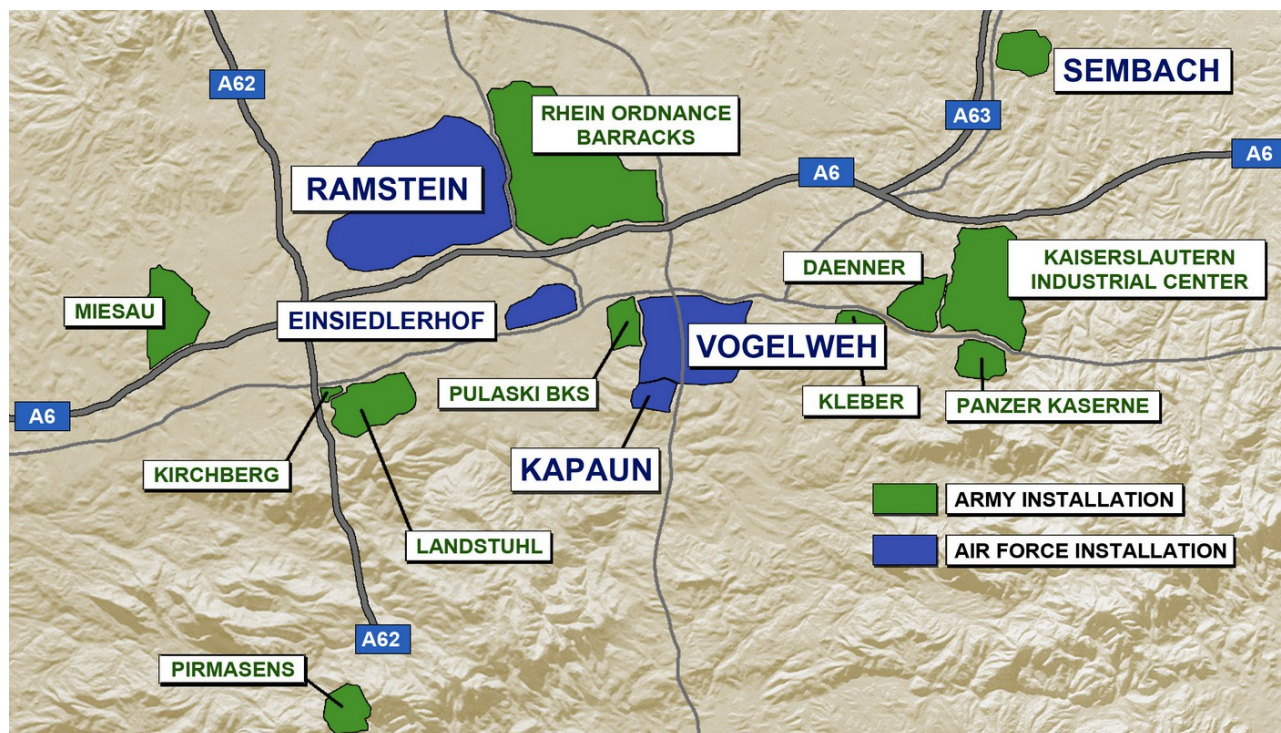 A62
SEMBACH
A63
RHEIN ORDNANCE
BARRACKS
A6
A6
RAMSTEIN
DAENNER
KAISERSLAUTERN
INDUSTRIAL CENTER
MIESAU
EINSIEDLERHOF
VOGELWEH
PULASKI BKS
KLEBER
PANZER KASERNE
A6
KIRCHBERG
KAPAUN
LANDSTUHL
ARMY INSTALLATION
AIR FORCE INSTALLATION
A62
PIRMASENS